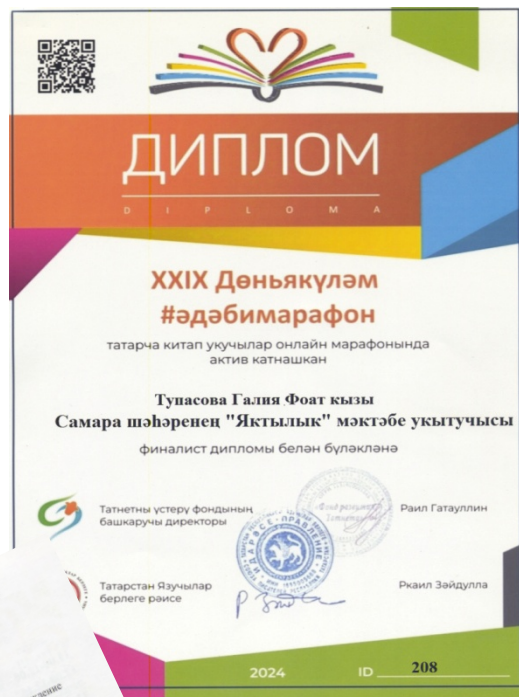 ДИПЛОМ
DIPLOMA
XXIX Дөньякүләм
#әдәбимарафон
татарча китап укучылар онлайн марафонында
актив катнашкан
Тупасова Галия Фоат кызы
Самара шәһәренең "Яктылык" мәктәбе укытучысы
финалист дипломы белән бүләкләнә
Татнетны үстерү фондының
башкаручы директоры
Раил Гатауллин
Татарстан Язучылар
берлеге рәисе
Ркаил Зәйдулла
2024 ID 208